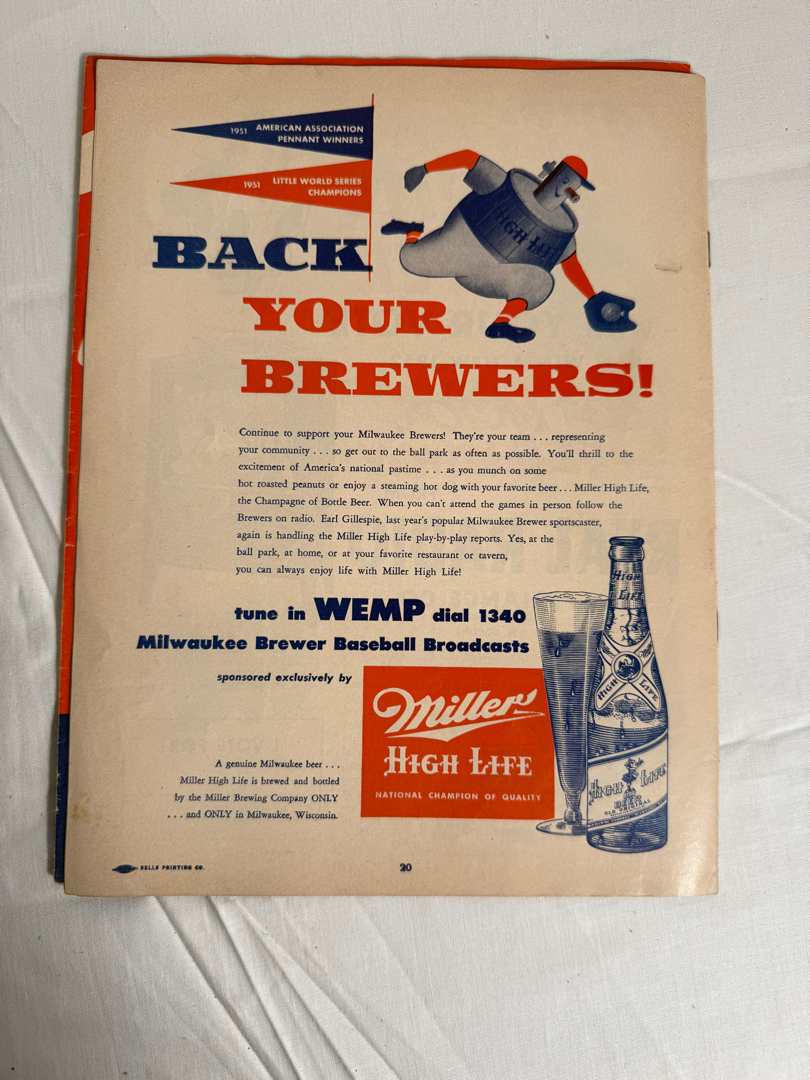 1951 AMERICAN ASSOCIATION
PENNANT WINNERS
1951 LITTLE WORLD SERIES
CHAMPIONS
HIGH LIFE
BACK
YOUR
BREWERS!
Continue to support your Milwaukee Brewers! They're your team . . . representing
your community . . . so get out to the ball park as often as possible. You'll thrill to the
excitement of America's national pastime . . . as you munch on some
hot roasted peanuts or enjoy a steaming hot dog with your favorite beer . . . Miller High Life,
the Champagne of Bottle Beer. When you can't attend the games in person follow the
Brewers on radio. Earl Gillespie, last year's popular Milwaukee Brewer sportscaster,
again is handling the Miller High Life play-by-play reports. Yes, at the
ball park, at home, or at your favorite restaurant or tavern,
you can always enjoy life with Miller High Life!
tune in WEMP dial 1340
Milwaukee Brewer Baseball Broadcasts
sponsored exclusively by
Miller
HIGH LIFE
NATIONAL CHAMPION OF QUALITY
HIGH
LIFE
HIGH LIFE
HIGH LIFE
BEER
A genuine Milwaukee beer . . .
Miller High Life is brewed and bottled
by the Miller Brewing Company ONLY
. . . and ONLY in Milwaukee, Wisconsin.
SELLS PRINTING CO.
20